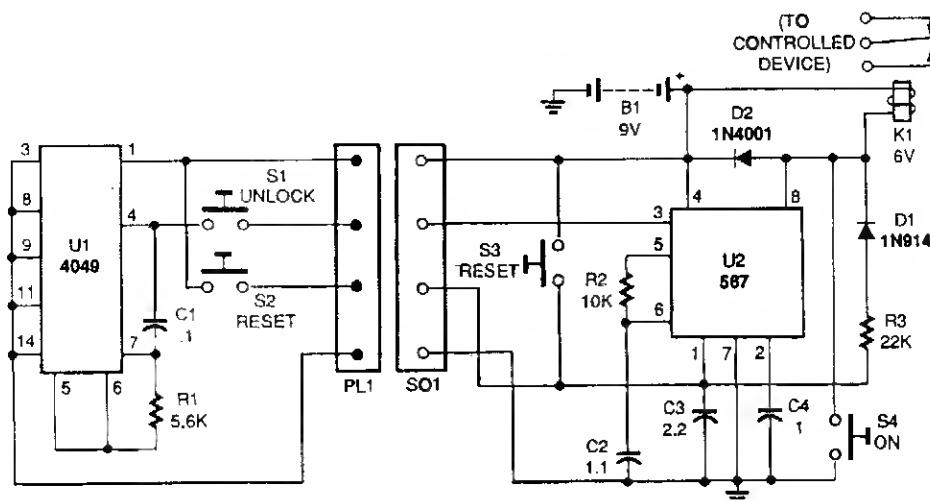 (TO
CONTROLLED
DEVICE)
B1
9V
+
D2
1N4001
K1
6V
3
8
9
11
14
1
4
7
5
6
U1
4049
S1
UNLOCK
S2
RESET
C1
.1
R1
5.6K
PL1
SO1
S3
RESET
R2
10K
3
5
6
4
8
1
7
2
U2
567
D1
1N914
R3
22K
C2
1.1
C3
2.2
C4
1
S4
ON